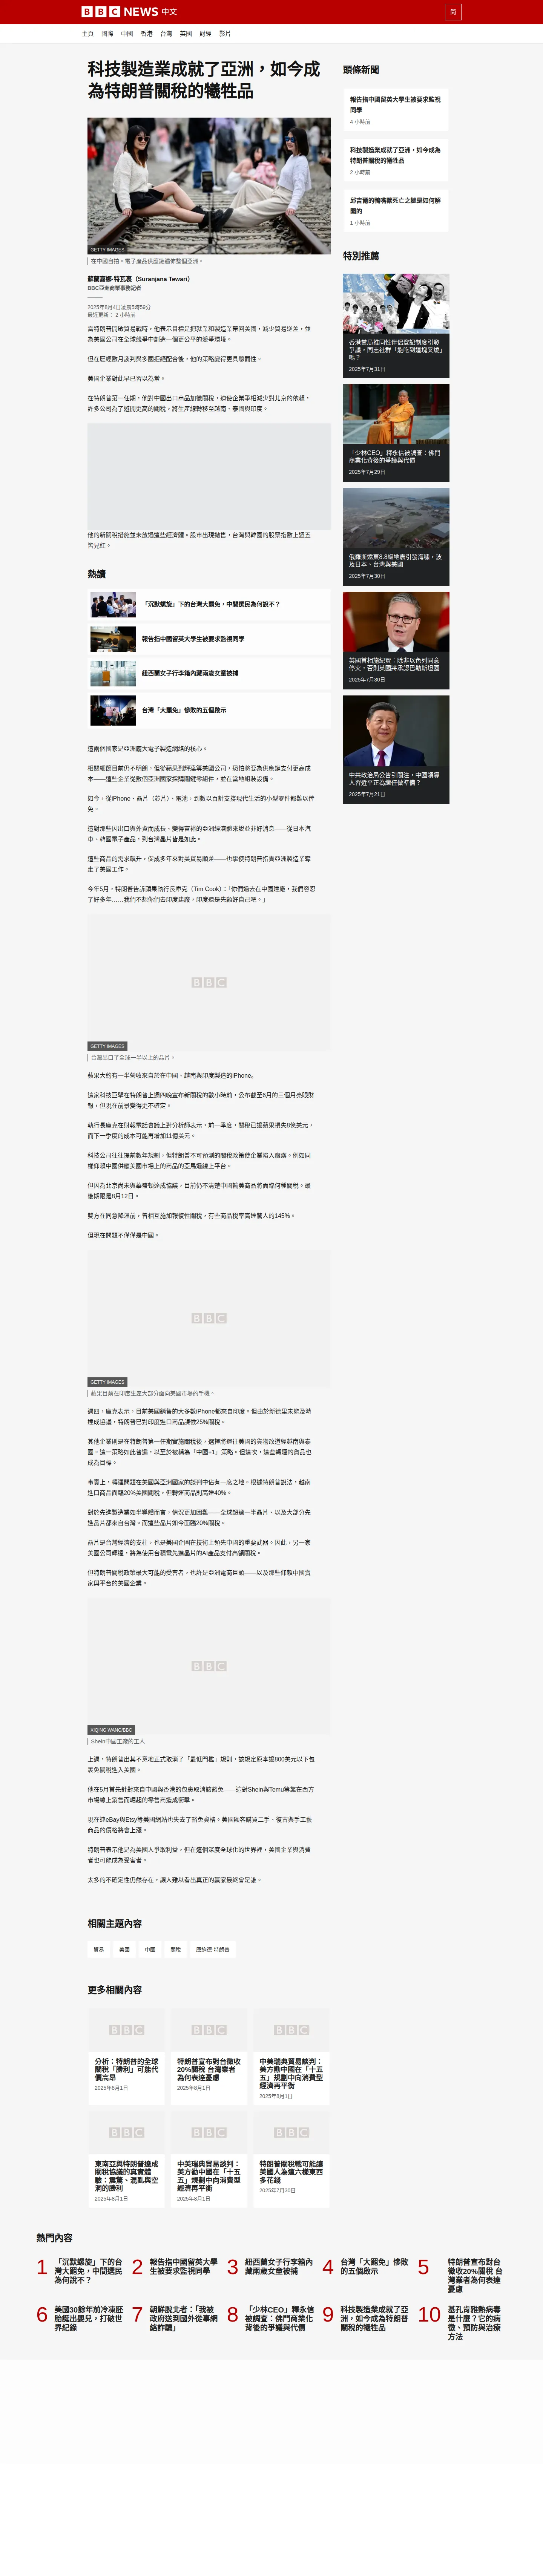 BBC NEWS 中文
简
主頁 國際 中國 香港 台灣 英國 財經 影片
科技製造業成就了亞洲，如今成
為特朗普關稅的犧牲品
GETTY IMAGES
在中國自拍，電子產品供應鏈遍佈整個亞洲。
蘇蘭嘉娜·特瓦裏（Suranjana Tewari）
BBC亞洲商業事務記者
2025年8月4日凌晨5時59分
最近更新： 2 小時前
當特朗普開啟貿易戰時，他表示目標是把就業和製造業帶回美國，減少貿易逆差，並
為美國公司在全球競爭中創造一個更公平的競爭環境。
但在歷經數月談判與多國拒絕配合後，他的策略變得更具懲罰性。
美國企業對此早已習以為常。
在特朗普第一任期，他對中國出口商品加徵關稅，迫使企業爭相減少對北京的依賴，
許多公司為了避開更高的關稅，將生產線轉移至越南、泰國與印度。
他的新關稅措施並未放過這些經濟體。股市出現拋售，台灣與韓國的股票指數上週五
皆見紅。
熱讀
「沉默螺旋」下的台灣大罷免，中間選民為何說不？
報告指中國留英大學生被要求監視同學
紐西蘭女子行李箱內藏兩歲女童被捕
台灣「大罷免」慘敗的五個啟示
這兩個國家是亞洲龐大電子製造網絡的核心。
相關細節目前仍不明朗，但從蘋果到輝達等美國公司，恐怕將要為供應鏈支付更高成
本——這些企業從數個亞洲國家採購關鍵零組件，並在當地組裝設備。
如今，從iPhone、晶片（芯片）、電池，到數以百計支撐現代生活的小型零件都難以倖
免。
這對那些因出口與外資而成長、變得富裕的亞洲經濟體來說並非好消息——從日本汽
車、韓國電子產品，到台灣晶片皆是如此。
這些商品的需求飆升，促成多年來對美貿易順差——也驅使特朗普指責亞洲製造業奪
走了美國工作。
今年5月，特朗普告訴蘋果執行長庫克（Tim Cook）：「你們過去在中國建廠，我們容忍
了好多年……我們不想你們去印度建廠，印度還是先顧好自己吧。」
GETTY IMAGES
台灣出口了全球一半以上的晶片。
蘋果大約有一半營收來自於在中國、越南與印度製造的iPhone。
這家科技巨擘在特朗普上週四晚宣布新關稅的數小時前，公布截至6月的三個月亮眼財
報，但現在前景變得更不確定。
執行長庫克在財報電話會議上對分析師表示，前一季度，關稅已讓蘋果損失8億美元，
而下一季度的成本可能再增加11億美元。
科技公司往往提前數年規劃，但特朗普不可預測的關稅政策使企業陷入癱瘓。例如同
樣仰賴中國供應美國市場上的商品的亞馬遜線上平台。
但因為北京尚未與華盛頓達成協議，目前仍不清楚中國輸美商品將面臨何種關稅。最
後期限是8月12日。
雙方在同意降溫前，曾相互施加報復性關稅，有些商品稅率高達驚人的145%。
但現在問題不僅僅是中國。
GETTY IMAGES
蘋果目前在印度生產大部分面向美國市場的手機。
週四，庫克表示，目前美國銷售的大多數iPhone都來自印度。但由於新德里未能及時
達成協議，特朗普已對印度進口商品課徵25%關稅。
其他企業則是在特朗普第一任期實施關稅後，選擇將運往美國的貨物改道經越南與泰
國。這一策略如此普遍，以至於被稱為「中國+1」策略。但這次，這些轉運的貨品也
成為目標。
事實上，轉運問題在美國與亞洲國家的談判中佔有一席之地。根據特朗普說法，越南
進口商品面臨20%美國關稅，但轉運商品則高達40%。
對於先進製造業如半導體而言，情況更加困難——全球超過一半晶片、以及大部分先
進晶片都來自台灣。而這些晶片如今面臨20%關稅。
晶片是台灣經濟的支柱，也是美國企圖在技術上領先中國的重要武器。因此，另一家
美國公司輝達，將為使用台積電先進晶片的AI產品支付高額關稅。
但特朗普關稅政策最大可能的受害者，也許是亞洲電商巨頭——以及那些仰賴中國賣
家與平台的美國企業。
XIQING WANG/BBC
Shein中國工廠的工人
上週，特朗普出其不意地正式取消了「最低門檻」規則，該規定原本讓800美元以下包
裹免關稅進入美國。
他在5月首先針對來自中國與香港的包裹取消該豁免——這對Shein與Temu等靠在西方
市場線上銷售而崛起的零售商造成衝擊。
現在連eBay與Etsy等美國網站也失去了豁免資格。美國顧客購買二手、復古與手工藝
商品的價格將會上漲。
特朗普表示他是為美國人爭取利益，但在這個深度全球化的世界裡，美國企業與消費
者也可能成為受害者。
太多的不確定性仍然存在，讓人難以看出真正的贏家最終會是誰。
相關主題內容
貿易 美國 中國 關稅 唐納德·特朗普
更多相關內容
分析：特朗普的全球
關稅「勝利」可能代
價高昂
2025年8月1日
特朗普宣布對台徵收
20%關稅 台灣業者
為何表達憂慮
2025年8月1日
中美瑞典貿易談判：
美方勸中國在「十五
五」規劃中向消費型
經濟再平衡
2025年8月1日
東南亞與特朗普達成
關稅協議的真實體
驗：震驚、混亂與空
洞的勝利
2025年8月1日
中美瑞典貿易談判：
美方勸中國在「十五
五」規劃中向消費型
經濟再平衡
2025年8月1日
特朗普關稅戰可能讓
美國人為這六樣東西
多花錢
2025年7月30日
頭條新聞
報告指中國留英大學生被要求監視
同學
4 小時前
科技製造業成就了亞洲，如今成為
特朗普關稅的犧牲品
2 小時前
邱吉爾的鴨嘴獸死亡之謎是如何解
開的
1 小時前
特別推薦
香港當局推同性伴侶登記制度引發
爭議，同志社群「能吃到這塊叉燒」
嗎？
2025年7月31日
「少林CEO」釋永信被調查：佛門
商業化背後的爭議與代價
2025年7月29日
俄羅斯遠東8.8級地震引發海嘯，波
及日本、台灣與美國
2025年7月30日
英國首相施紀賢：除非以色列同意
停火，否則英國將承認巴勒斯坦國
2025年7月30日
中共政治局公告引關注，中國領導
人習近平正為繼任做準備？
2025年7月21日
熱門內容
1 「沉默螺旋」下的台
灣大罷免，中間選民
為何說不？
2 報告指中國留英大學
生被要求監視同學
3 紐西蘭女子行李箱內
藏兩歲女童被捕
4 台灣「大罷免」慘敗
的五個啟示
5 特朗普宣布對台
徵收20%關稅 台
灣業者為何表達
憂慮
6 美國30餘年前冷凍胚
胎誕出嬰兒，打破世
界紀錄
7 朝鮮脫北者：「我被
政府送到國外從事網
絡詐騙」
8 「少林CEO」釋永信
被調查：佛門商業化
背後的爭議與代價
9 科技製造業成就了亞
洲，如今成為特朗普
關稅的犧牲品
10 基孔肯雅熱病毒
是什麼？它的病
徵、預防與治療
方法